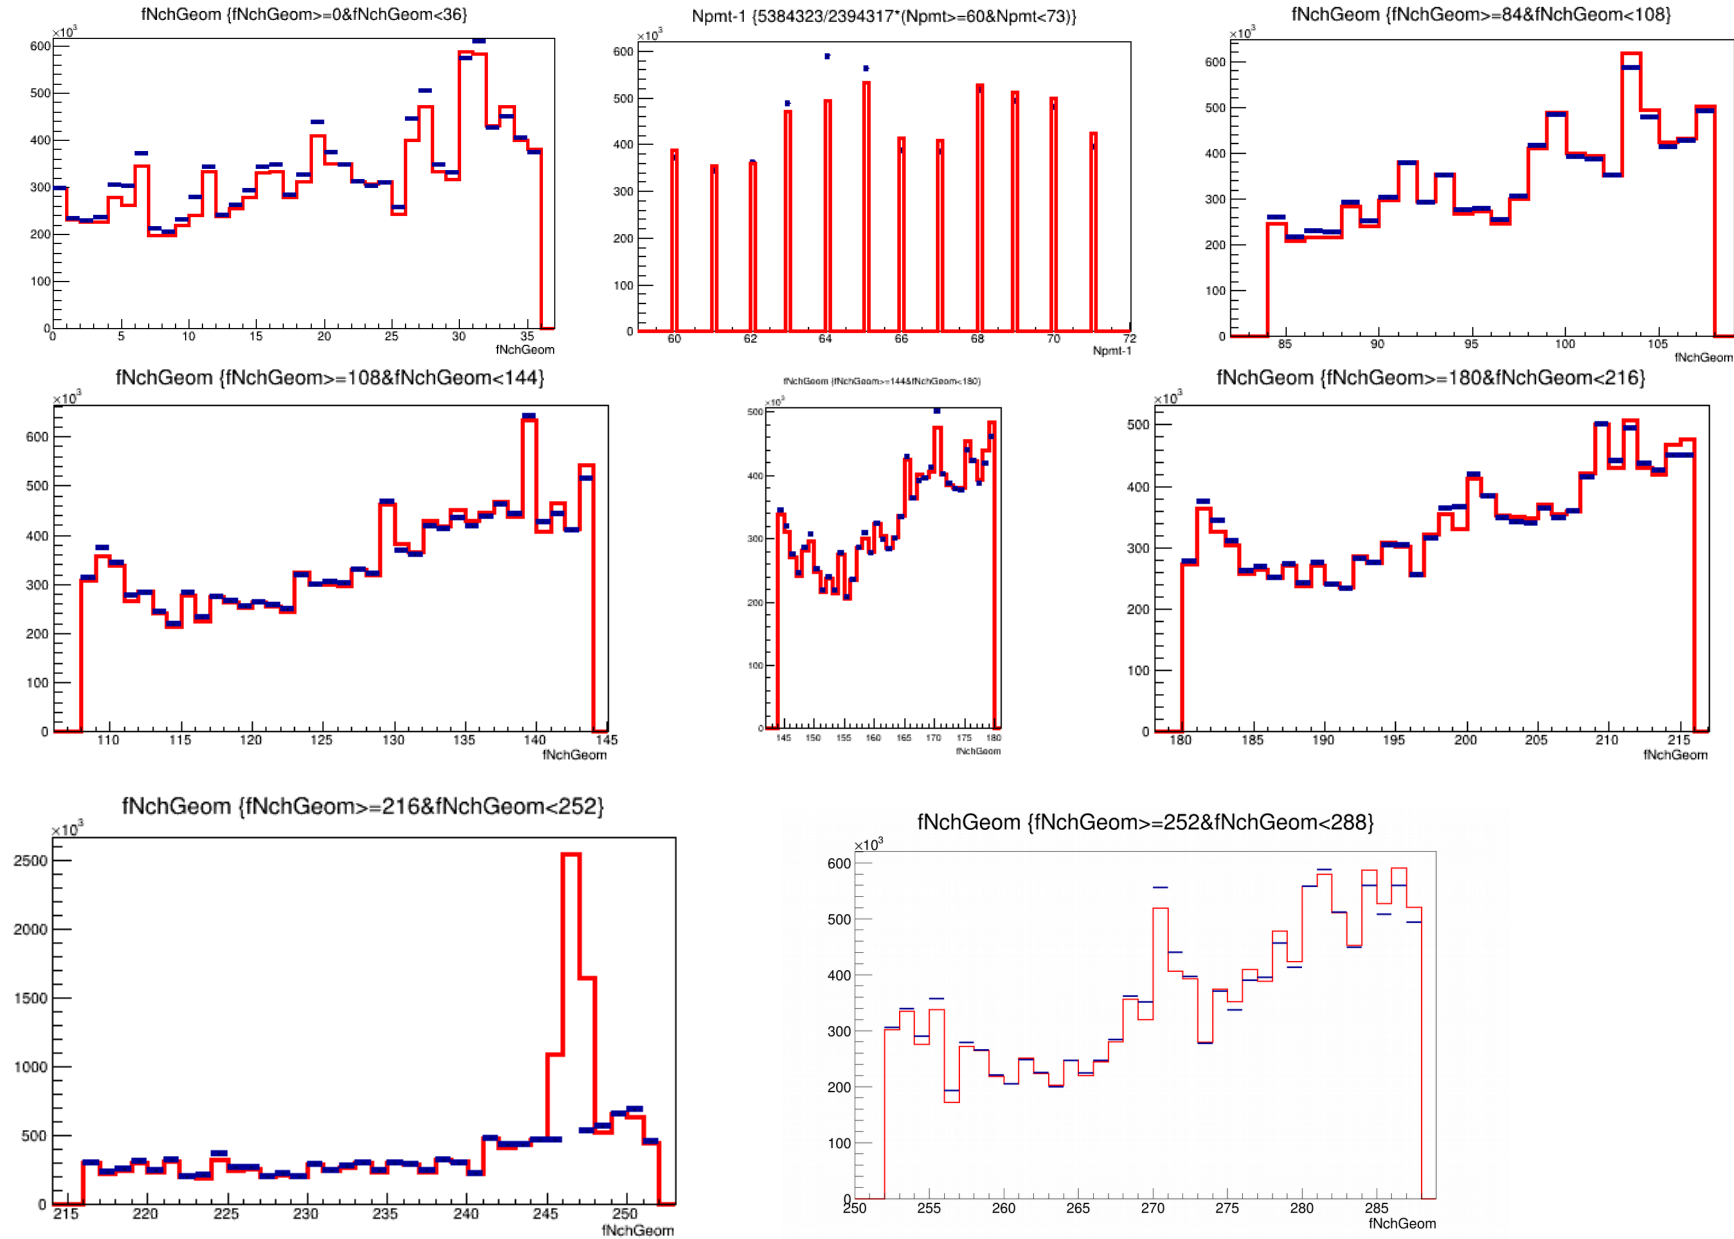 fNchGeom {fNchGeom>=0&fNchGeom<36}
×10³
600
500
400
300
200
100
0
0 5 10 15 20 25 30 35
fNchGeom
Npmt-1 {5384323/2394317*(Npmt>=60&Npmt<73)}
×10³
600
500
400
300
200
100
0
60 62 64 66 68 70 72
Npmt-1
fNchGeom {fNchGeom>=84&fNchGeom<108}
×10³
600
500
400
300
200
100
0
85 90 95 100 105
fNchGeom
fNchGeom {fNchGeom>=108&fNchGeom<144}
×10³
600
500
400
300
200
100
0
110 115 120 125 130 135 140 145
fNchGeom
fNchGeom {fNchGeom>=144&fNchGeom<180}
×10³
500
400
300
200
100
0
145 150 155 160 165 170 175 180
fNchGeom
fNchGeom {fNchGeom>=180&fNchGeom<216}
×10³
500
400
300
200
100
0
180 185 190 195 200 205 210 215
fNchGeom
fNchGeom {fNchGeom>=216&fNchGeom<252}
×10³
2500
2000
1500
1000
500
0
215 220 225 230 235 240 245 250
fNchGeom
fNchGeom {fNchGeom>=252&fNchGeom<288}
×10³
600
500
400
300
200
100
0
250 255 260 265 270 275 280 285
fNchGeom